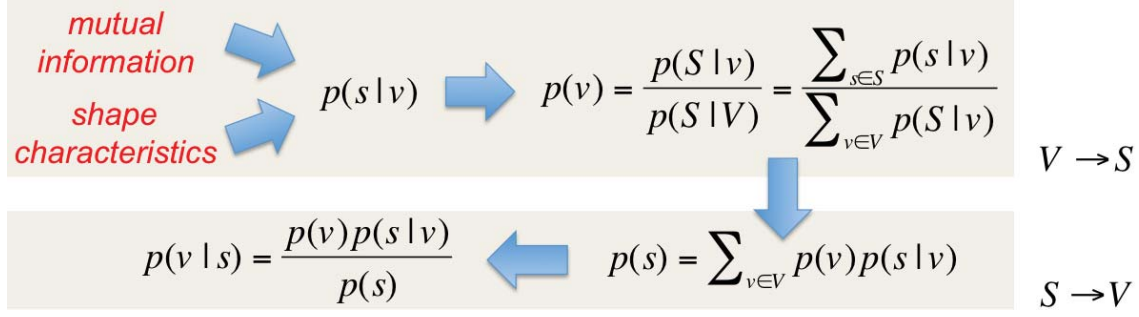 mutual
information
shape
characteristics
p(s|v)
p(v) = p(S|v) / p(S|V) = ∑_{s∈S} p(s|v) / ∑_{v∈V} p(S|v)
V → S
p(v|s) = p(v)p(s|v) / p(s)
p(s) = ∑_{v∈V} p(v)p(s|v)
S → V